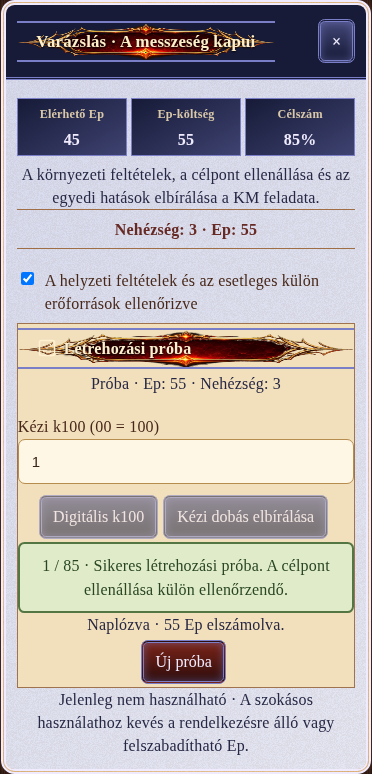 Varázslás · A messzeség kapui
×
Elérhető Ep
45
Ep-költség
55
Célszám
85%
A környezeti feltételek, a célpont ellenállása és az
egyedi hatások elbírálása a KM feladata.
Nehézség: 3 · Ep: 55
A helyzeti feltételek és az esetleges külön
erőforrások ellenőrizve
Létrehozási próba
Próba · Ep: 55 · Nehézség: 3
Kézi k100 (00 = 100)
1
Digitális k100
Kézi dobás elbírálása
1 / 85 · Sikeres létrehozási próba. A célpont
ellenállása külön ellenőrzendő.
Naplózva · 55 Ep elszámolva.
Új próba
Jelenleg nem használható · A szokásos
használathoz kevés a rendelkezésre álló vagy
felszabadítható Ep.